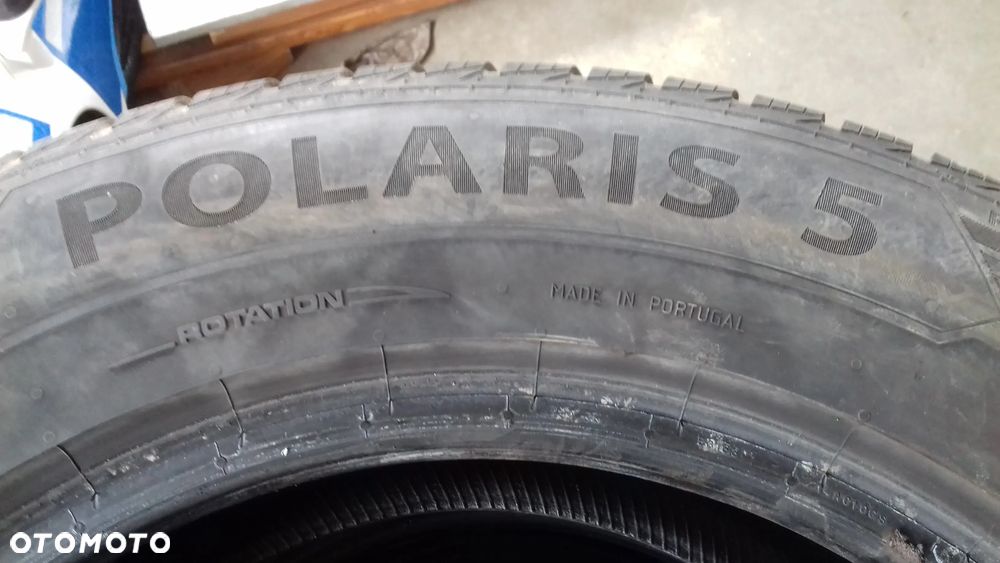 POLARIS 5
ROTATION
MADE IN PORTUGAL
OTOMOTO